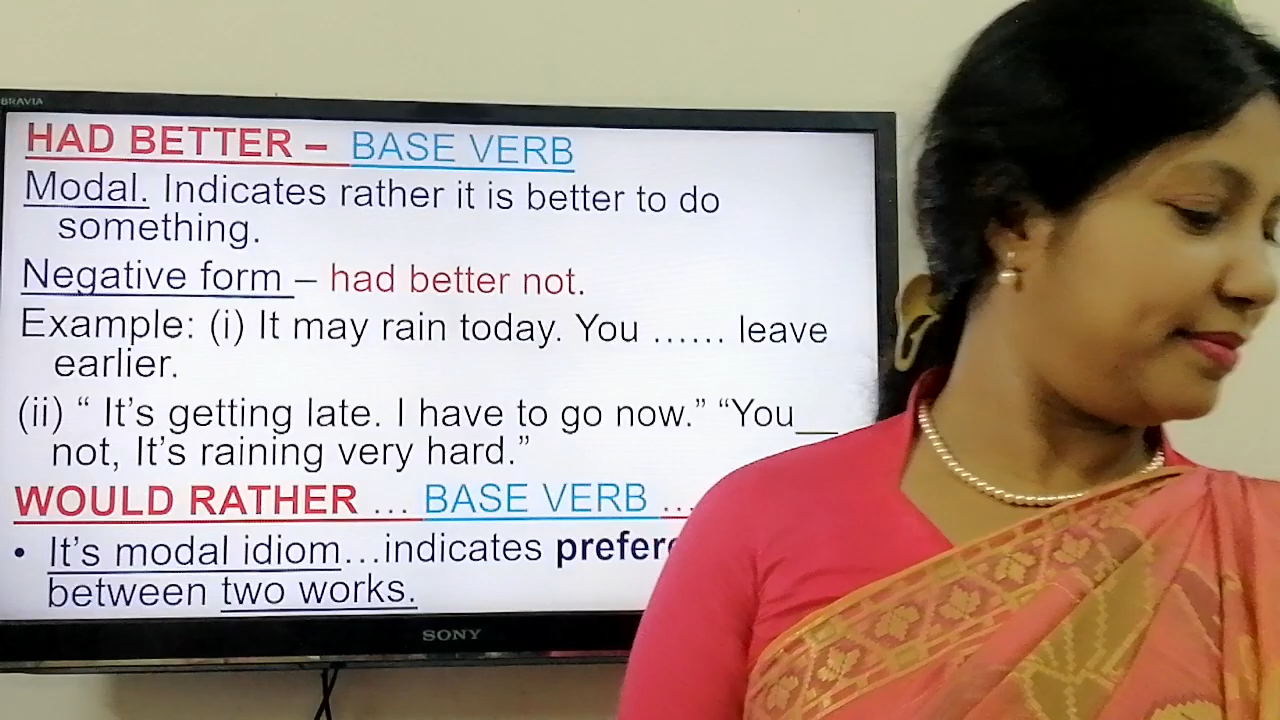 BRAVIA
HAD BETTER – BASE VERB
Modal. Indicates rather it is better to do
something.
Negative form – had better not.
Example: (i) It may rain today. You …… leave
earlier.
(ii) “ It’s getting late. I have to go now.” “You__
not, It’s raining very hard.”
WOULD RATHER … BASE VERB …
• It’s modal idiom…indicates
between two works.
SONY